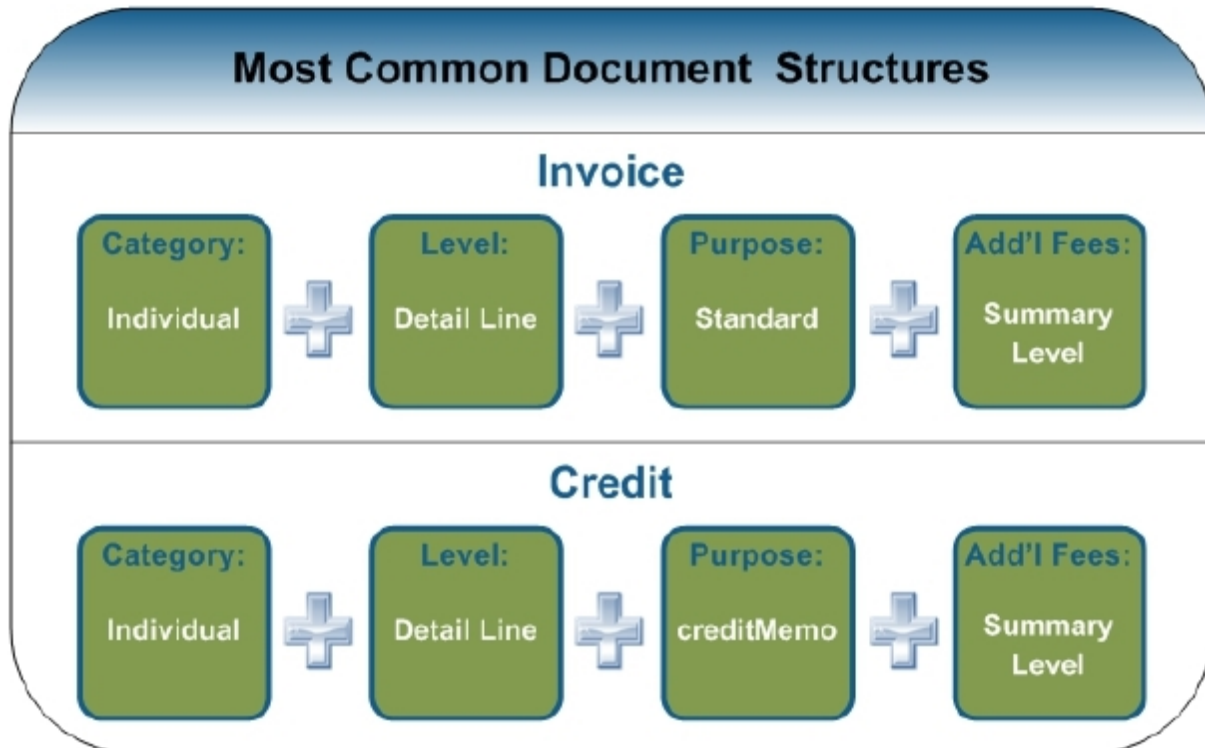 Most Common Document Structures
Invoice
Category:
Individual
Level:
Detail Line
Purpose:
Standard
Add'l Fees:
Summary
Level
Credit
Category:
Individual
Level:
Detail Line
Purpose:
creditMemo
Add'l Fees:
Summary
Level